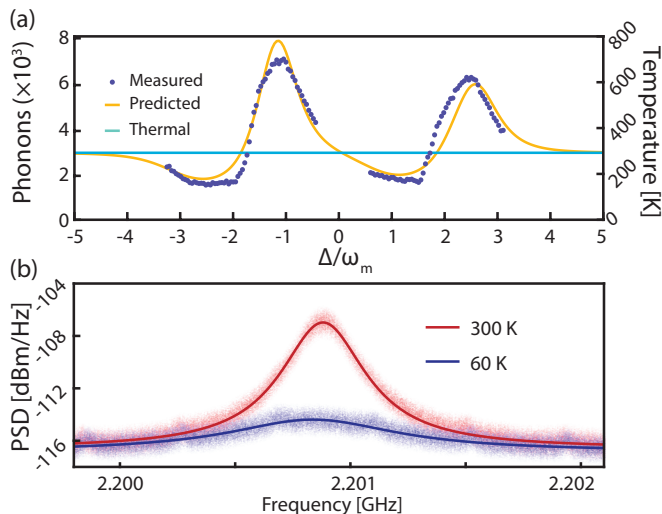 (a)
Phonons (×10³)
8
6
4
2
0
Measured
Predicted
Thermal
800
600
400
200
0
Temperature [K]
-5 -4 -3 -2 -1 0 1 2 3 4 5
Δ/ω_m
(b)
PSD [dBm/Hz]
-104
-108
-112
-116
300 K
60 K
2.200 2.201 2.202
Frequency [GHz]